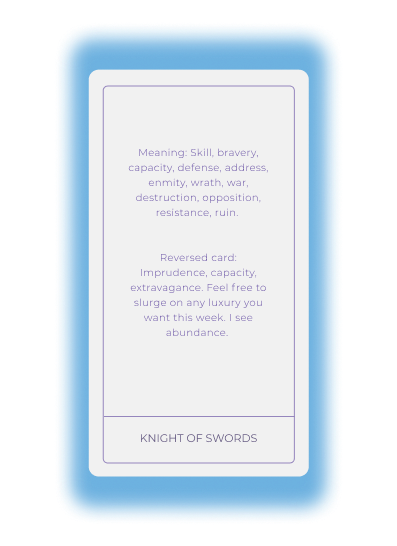 Meaning: Skill, bravery,
capacity, defense, address,
enmity, wrath, war,
destruction, opposition,
resistance, ruin.
Reversed card:
Imprudence, capacity,
extravagance. Feel free to
slurge on any luxury you
want this week. I see
abundance.
KNIGHT OF SWORDS